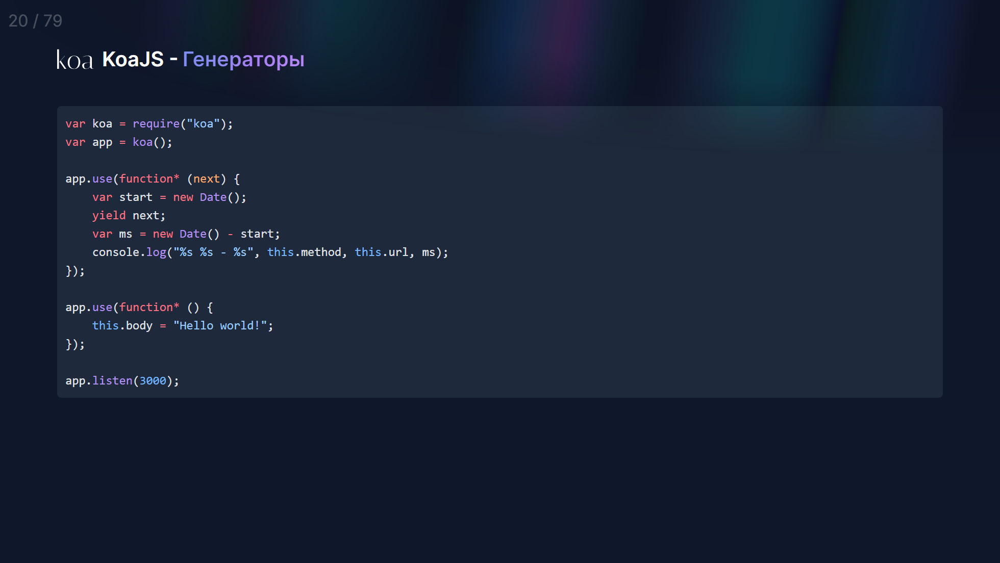 20 / 79
koa KoaJS - Генераторы
var koa = require("koa");
var app = koa();
app.use(function* (next) {
    var start = new Date();
    yield next;
    var ms = new Date() - start;
    console.log("%s %s - %s", this.method, this.url, ms);
});
app.use(function* () {
    this.body = "Hello world!";
});
app.listen(3000);